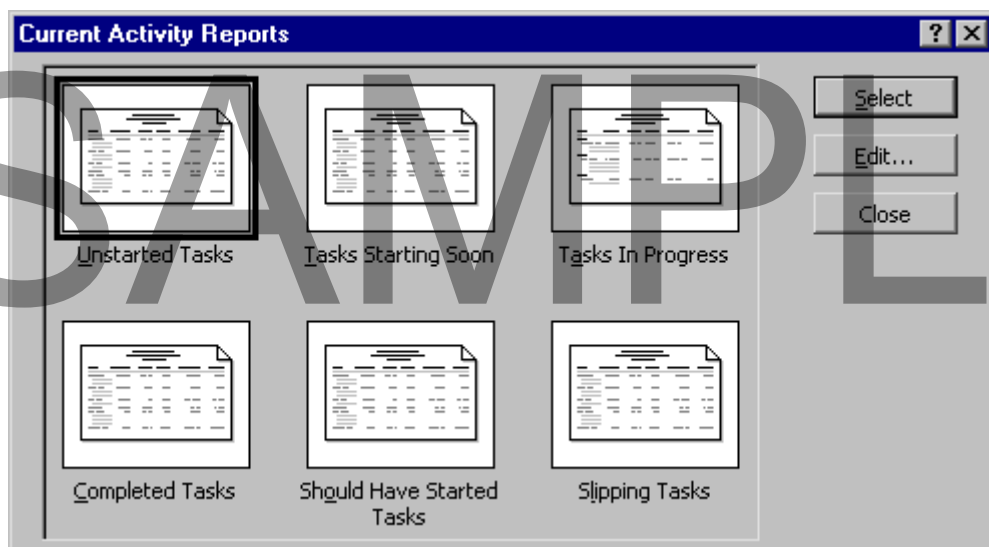 Current Activity Reports
Select
Edit...
Close
Unstarted Tasks
Tasks Starting Soon
Tasks In Progress
Completed Tasks
Should Have Started
Tasks
Slipping Tasks
SAMPL